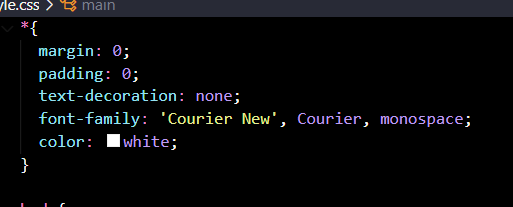 yle.css > main
*{
margin: 0;
padding: 0;
text-decoration: none;
font-family: 'Courier New', Courier, monospace;
color: white;
}